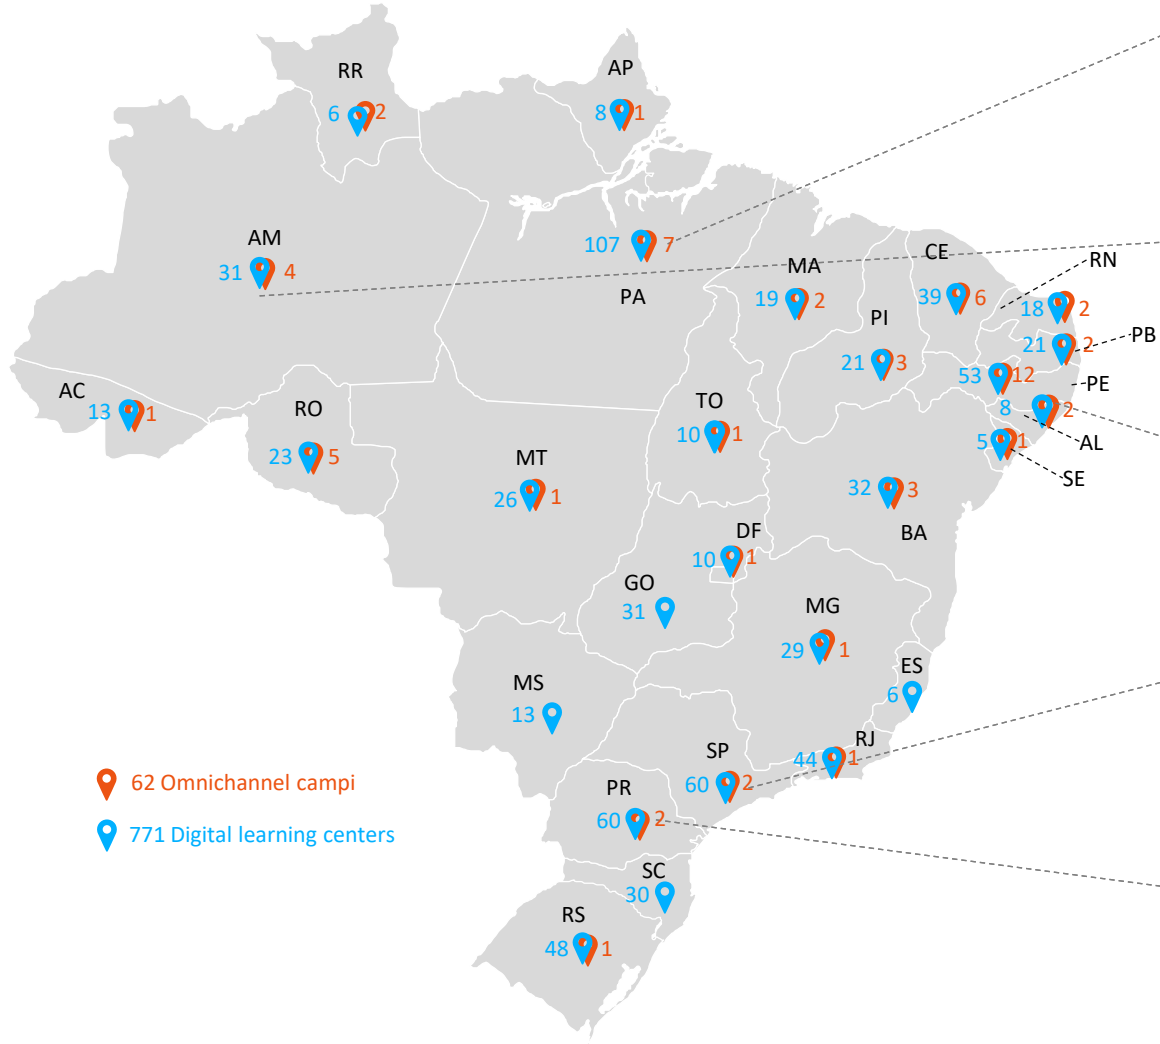 RR
6 2
AP
8 1
AM
31 4
107 7
PA
MA
19 2
CE
39 6
RN
18 2
PI
21 3
21 2
PB
53 12
PE
8 2
AL
5 1
SE
AC
13 1
RO
23 5
TO
10 1
MT
26 1
32 3
BA
DF
10 1
GO
31
MG
29 1
ES
6
MS
13
RJ
44 1
SP
60 2
PR
60 2
62 Omnichannel campi
771 Digital learning centers
SC
30
RS
48 1